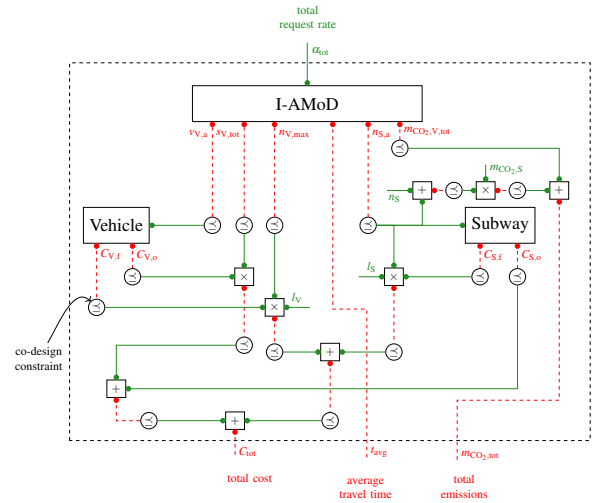 total
request rate
α_tot
I-AMoD
v_V,a s_V,tot n_V,max n_S,a m_CO₂,V,tot
⪯
m_CO₂,S
+ ⪯ × ⪯ +
n_S
Vehicle ⪯ ⪯ ⪯ ⪯ Subway
C_V,f C_V,o C_S,f C_S,o
l_S
⪯ × × ⪯ ⪯
l_V
⪯ ×
co-design
constraint
⪯ ⪯ + ⪯
+
⪯ + ⪯
C_tot t_avg m_CO₂,tot
total cost
average
travel time
total
emissions